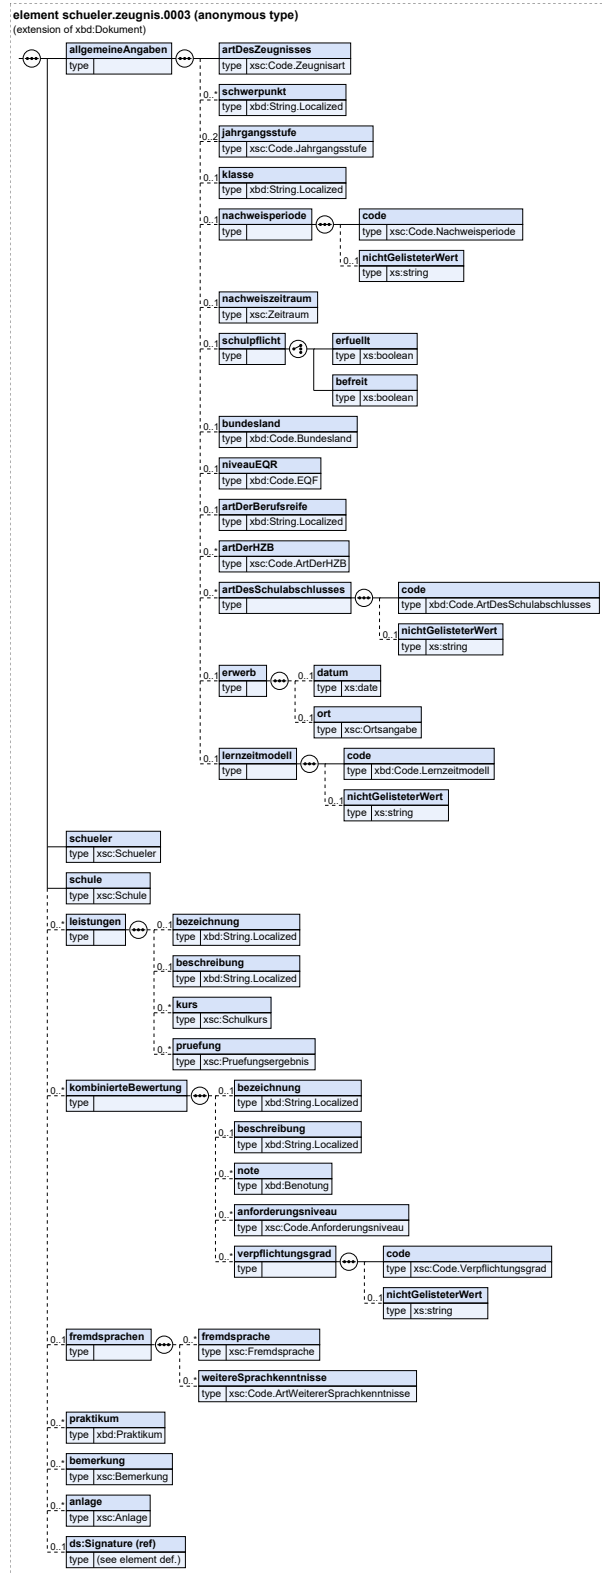 element schueler.zeugnis.0003 (anonymous type)
(extension of xbd:Dokument)
allgemeineAngaben
type
artDesZeugnisses
type xsc:Code.Zeugnisart
0..*
schwerpunkt
type xbd:String.Localized
0..2
jahrgangsstufe
type xsc:Code.Jahrgangsstufe
0..1
klasse
type xbd:String.Localized
0..1
nachweisperiode
type
code
type xsc:Code.Nachweisperiode
0..1
nichtGelisteterWert
type xs:string
0..1
nachweiszeitraum
type xsc:Zeitraum
0..1
schulpflicht
type
erfuellt
type xs:boolean
befreit
type xs:boolean
0..1
bundesland
type xbd:Code.Bundesland
0..1
niveauEQR
type xbd:Code.EQF
0..1
artDerBerufsreife
type xbd:String.Localized
0..*
artDerHZB
type xsc:Code.ArtDerHZB
0..*
artDesSchulabschlusses
type
code
type xbd:Code.ArtDesSchulabschlusses
0..1
nichtGelisteterWert
type xs:string
0..1
erwerb
type
0..1
datum
type xs:date
0..1
ort
type xsc:Ortsangabe
0..1
lernzeitmodell
type
code
type xbd:Code.Lernzeitmodell
0..1
nichtGelisteterWert
type xs:string
schueler
type xsc:Schueler
schule
type xsc:Schule
0..*
leistungen
type
0..1
bezeichnung
type xbd:String.Localized
0..1
beschreibung
type xbd:String.Localized
0..*
kurs
type xsc:Schulkurs
0..*
pruefung
type xsc:Pruefungsergebnis
0..*
kombinierteBewertung
type
0..1
bezeichnung
type xbd:String.Localized
0..1
beschreibung
type xbd:String.Localized
0..*
note
type xbd:Benotung
0..*
anforderungsniveau
type xsc:Code.Anforderungsniveau
0..*
verpflichtungsgrad
type
code
type xsc:Code.Verpflichtungsgrad
0..1
nichtGelisteterWert
type xs:string
0..1
fremdsprachen
type
0..*
fremdsprache
type xsc:Fremdsprache
0..*
weitereSprachkenntnisse
type xsc:Code.ArtWeitererSprachkenntnisse
0..*
praktikum
type xbd:Praktikum
0..*
bemerkung
type xsc:Bemerkung
0..*
anlage
type xsc:Anlage
0..1
ds:Signature (ref)
type (see element def.)